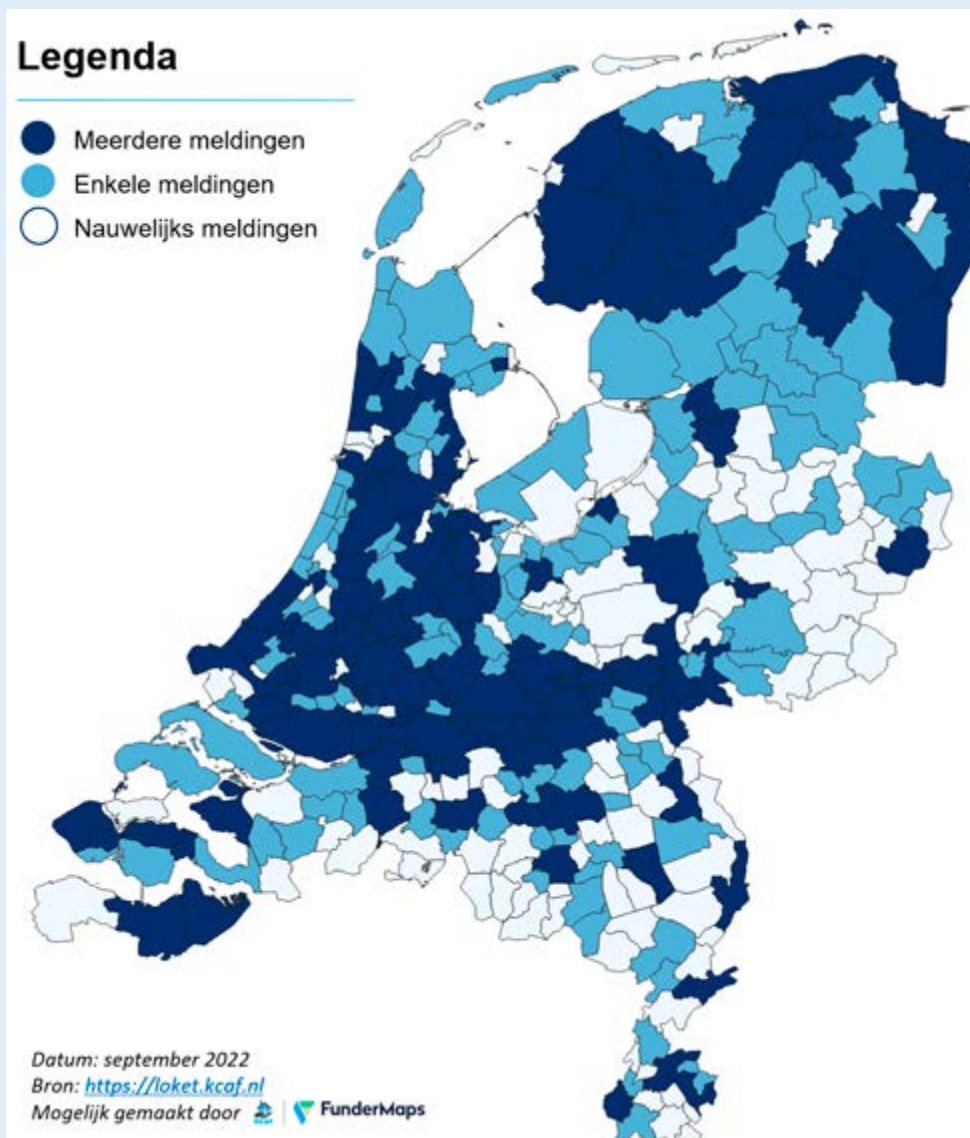 Legenda
Meerdere meldingen
Enkele meldingen
Nauwelijks meldingen
Datum: september 2022
Bron: https://loket.kcaf.nl
Mogelijk gemaakt door KCAF FunderMaps